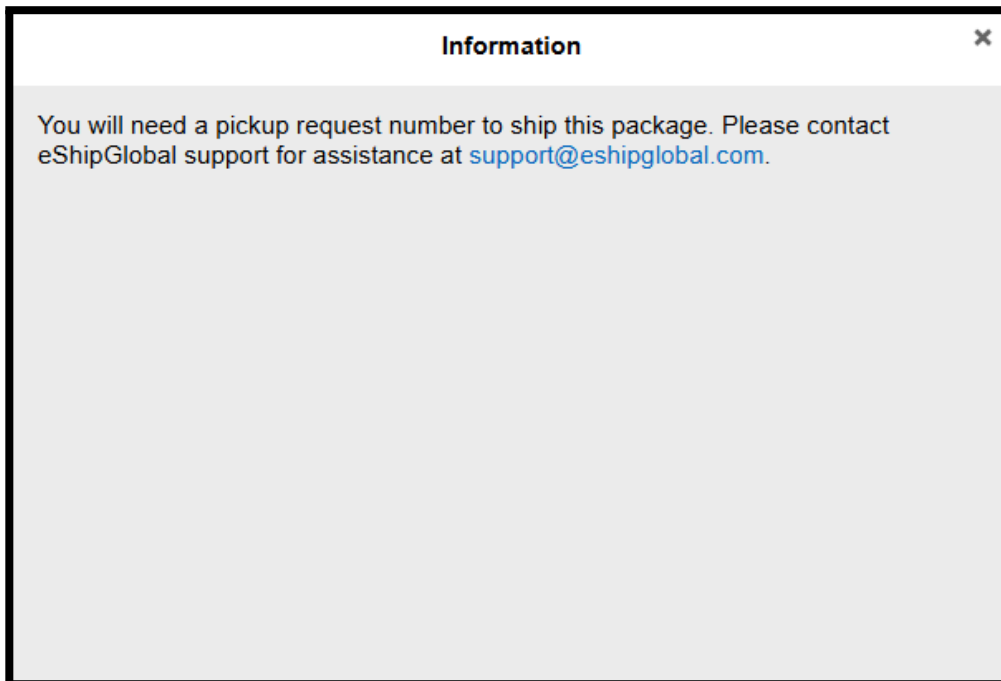 Information
You will need a pickup request number to ship this package. Please contact
eShipGlobal support for assistance at support@eshipglobal.com.